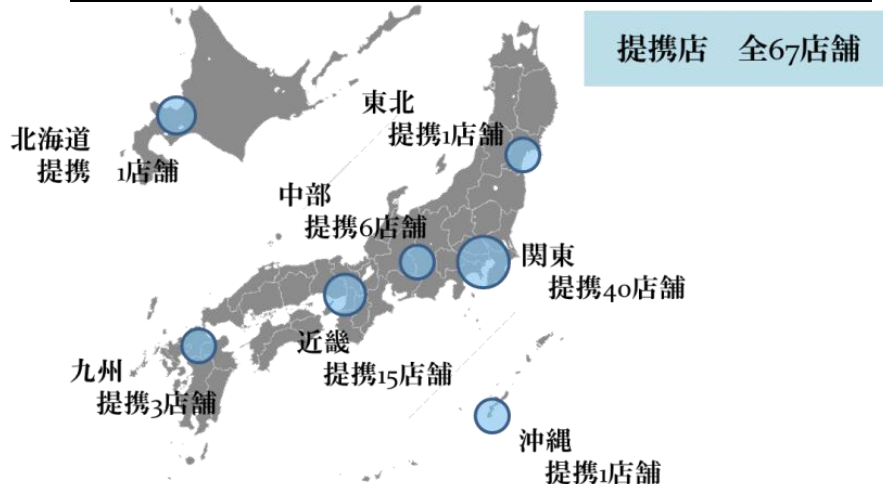 提携店　全67店舗
北海道
提携　1店舗
東北
提携1店舗
中部
提携6店舗
関東
提携40店舗
近畿
提携15店舗
九州
提携3店舗
沖縄
提携1店舗